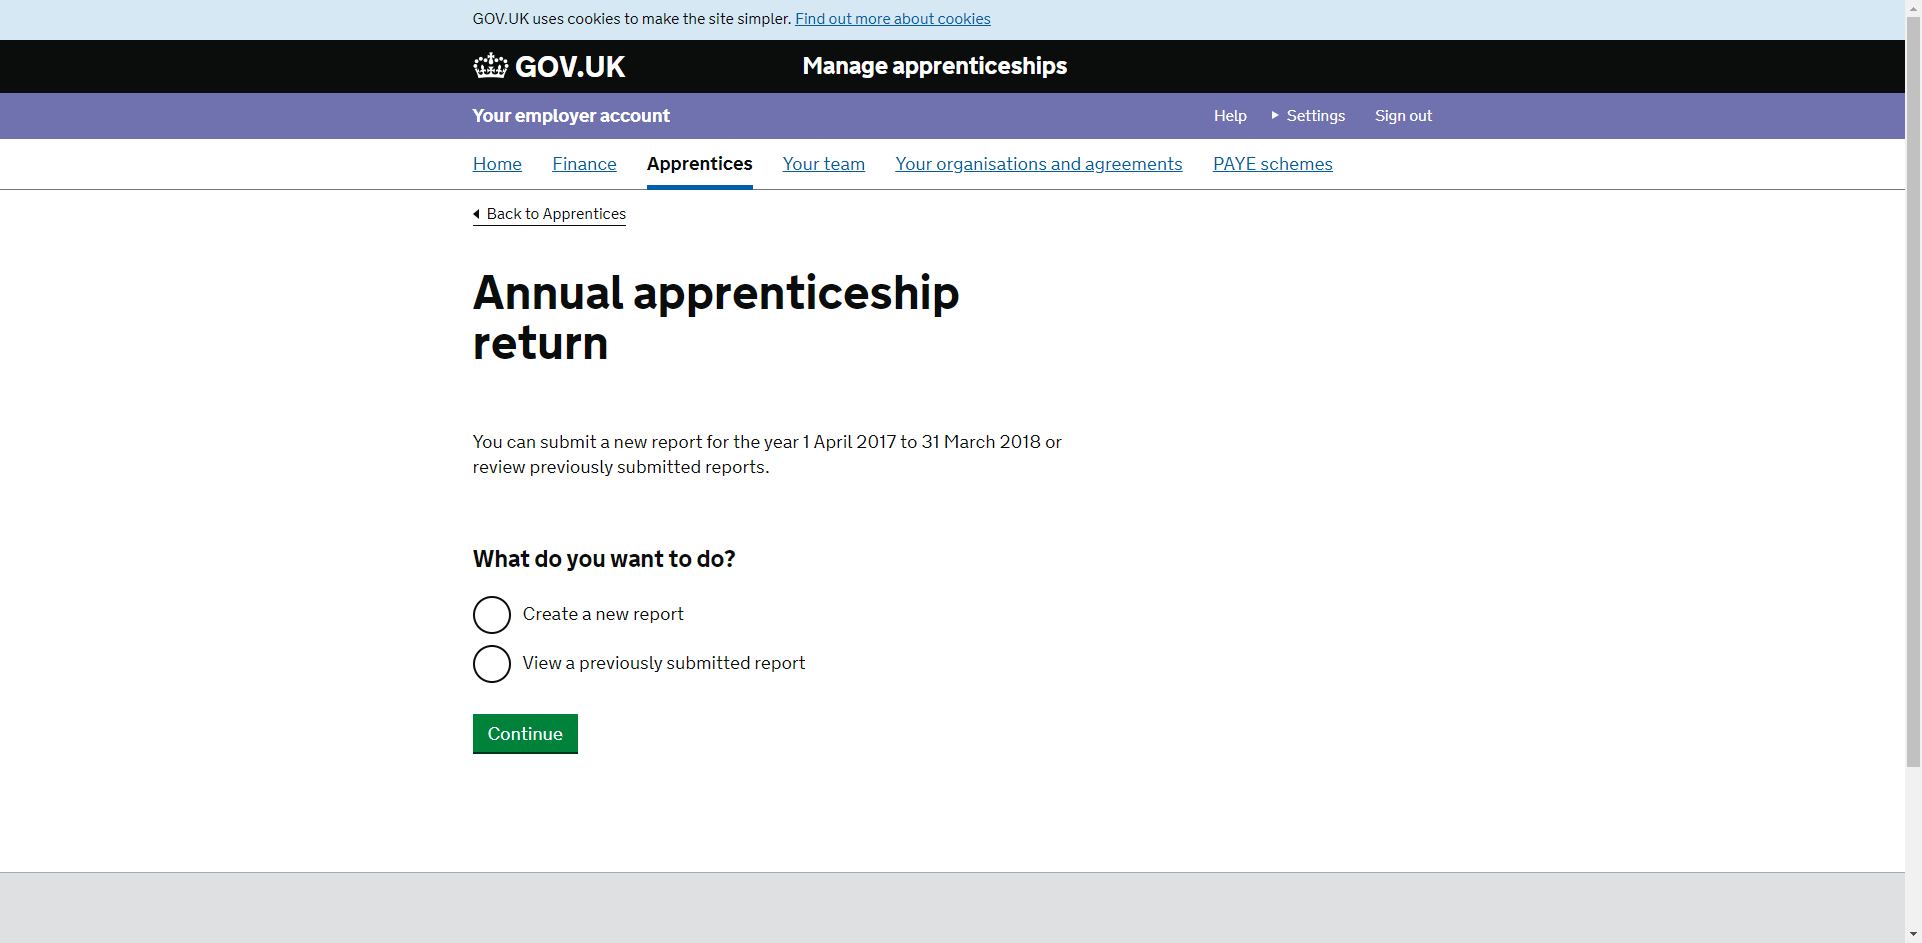 GOV.UK uses cookies to make the site simpler. Find out more about cookies
GOV.UK Manage apprenticeships
Your employer account Help Settings Sign out
Home Finance Apprentices Your team Your organisations and agreements PAYE schemes
Back to Apprentices
Annual apprenticeship
return
You can submit a new report for the year 1 April 2017 to 31 March 2018 or
review previously submitted reports.
What do you want to do?
Create a new report
View a previously submitted report
Continue